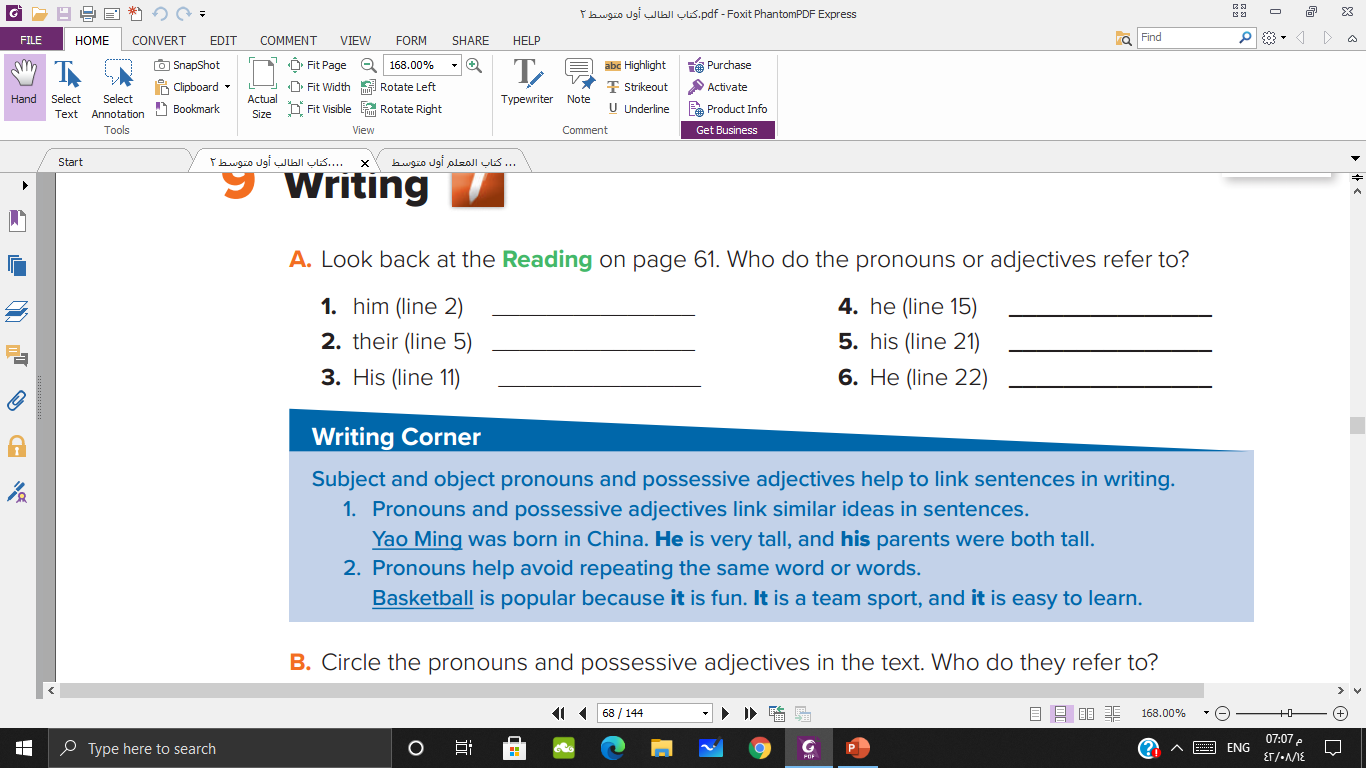 كتاب الطالب أول متوسط ٢.pdf - Foxit PhantomPDF Express
FILE HOME CONVERT EDIT COMMENT VIEW FORM SHARE HELP
Find
Hand
Select Text
Select Annotation
SnapShot
Clipboard
Bookmark
Tools
Actual Size
Fit Page
Fit Width
Fit Visible
168.00%
Rotate Left
Rotate Right
View
Typewriter
Note
Highlight
Strikeout
Underline
Comment
Purchase
Activate
Product Info
Get Business
Start
كتاب الطالب أول متوسط ٢....
كتاب المعلم أول متوسط ...
9 Writing
A. Look back at the Reading on page 61. Who do the pronouns or adjectives refer to?
1. him (line 2) ____________
2. their (line 5) ____________
3. His (line 11) ____________
4. he (line 15) ____________
5. his (line 21) ____________
6. He (line 22) ____________
Writing Corner
Subject and object pronouns and possessive adjectives help to link sentences in writing.
1. Pronouns and possessive adjectives link similar ideas in sentences.
Yao Ming was born in China. He is very tall, and his parents were both tall.
2. Pronouns help avoid repeating the same word or words.
Basketball is popular because it is fun. It is a team sport, and it is easy to learn.
B. Circle the pronouns and possessive adjectives in the text. Who do they refer to?
68 / 144
168.00%
Type here to search
ENG
07:07 م
٤٢/٠٨/١٤